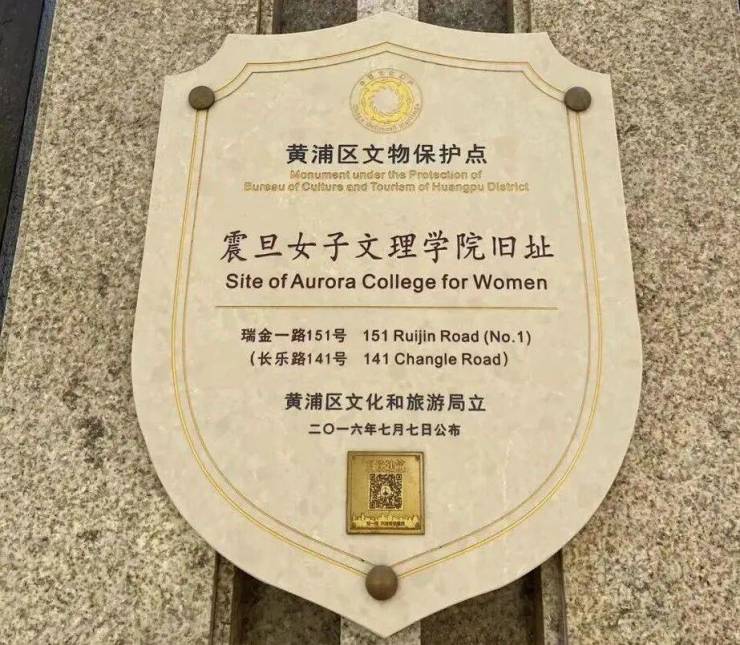 黄浦区文物保护点
Monument under the Protection of
Bureau of Culture and Tourism of Huangpu District
震旦女子文理学院旧址
Site of Aurora College for Women
瑞金一路151号 151 Ruijin Road (No.1)
(长乐路141号 141 Changle Road)
黄浦区文化和旅游局立
二〇一六年七月七日公布